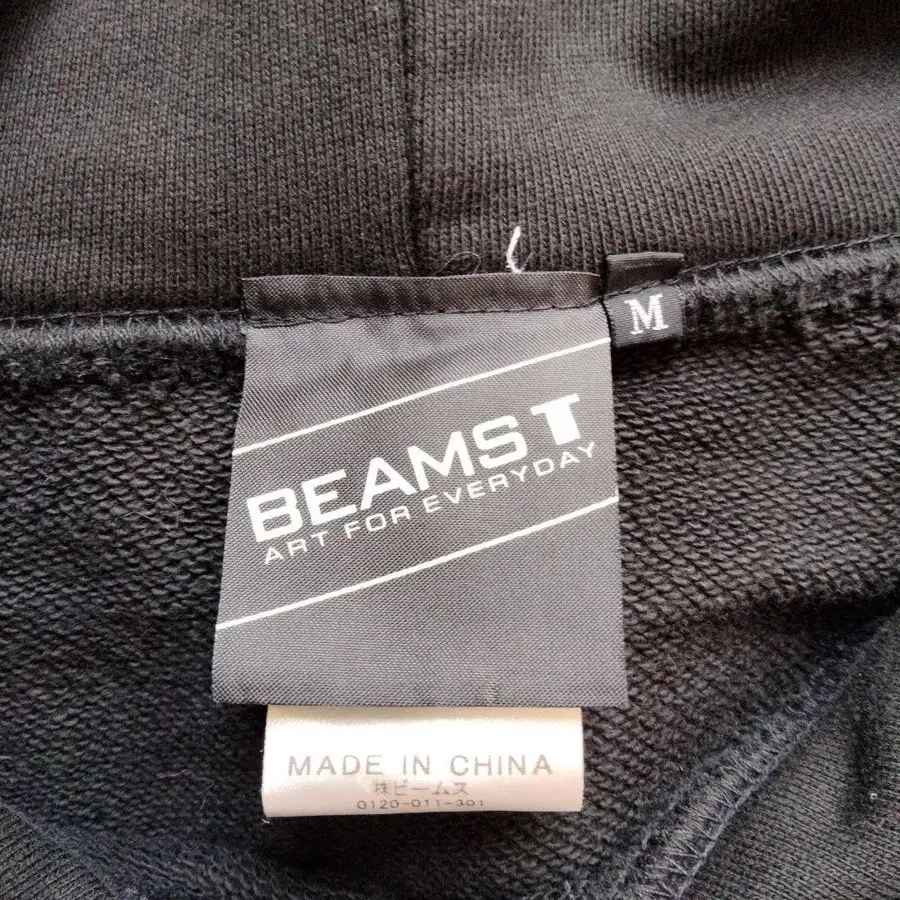 M
BEAMS T
ART FOR EVERYDAY
MADE IN CHINA
㈱ビームス
0120-011-301